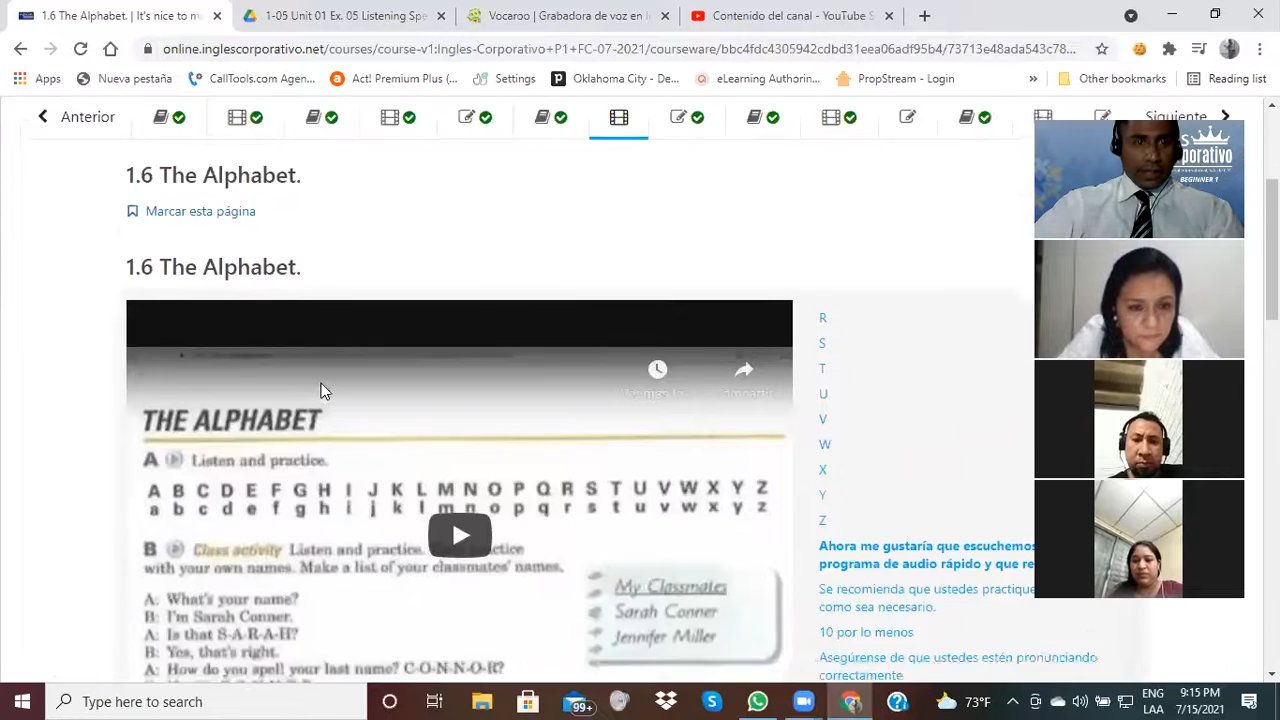 1.6 The Alphabet. | It's nice to m
1-05 Unit 01 Ex. 05 Listening Sp
Vocaroo | Grabadora de voz en l
Contenido del canal - YouTube S
online.inglescorporativo.net/courses/course-v1:Ingles-Corporativo+P1+FC-07-2021/courseware/bbc4fdc4305942cdbd31eea06adf95b4/73713e48ada543c78...
Apps
Nueva pestaña
CallTools.com Agen...
Act! Premium Plus (...
Settings
Oklahoma City - De...
eLearning Authorin...
PropStream - Login
»
Other bookmarks
Reading list
Anterior
Siguiente
1.6 The Alphabet.
Marcar esta página
1.6 The Alphabet.
THE ALPHABET
A Listen and practice.
A B C D E F G H I J K L M N O P Q R S T U V W X Y Z
a b c d e f g h i j k l m n o p q r s t u v w x y z
B Class activity Listen and practice. practice
with your own names. Make a list of your classmates' names.
A: What's your name?
B: I'm Sarah Conner.
A: Is that S-A-R-A-H?
B: Yes, that's right.
A: How do you spell your last name? C-O-N-N-O-R?
My Classmates
Sarah Conner
Jennifer Miller
R
S
T
U
V
W
X
Y
Z
Ahora me gustaría que escuchemos
programa de audio rápido y que re
Se recomienda que ustedes practique
como sea necesario.
10 por lo menos
Asegúrense de que ustedes estén pronunciando
correctamente
S
porativo
BEGINNER 1
Type here to search
99+
73°F
ENG
LAA
9:15 PM
7/15/2021